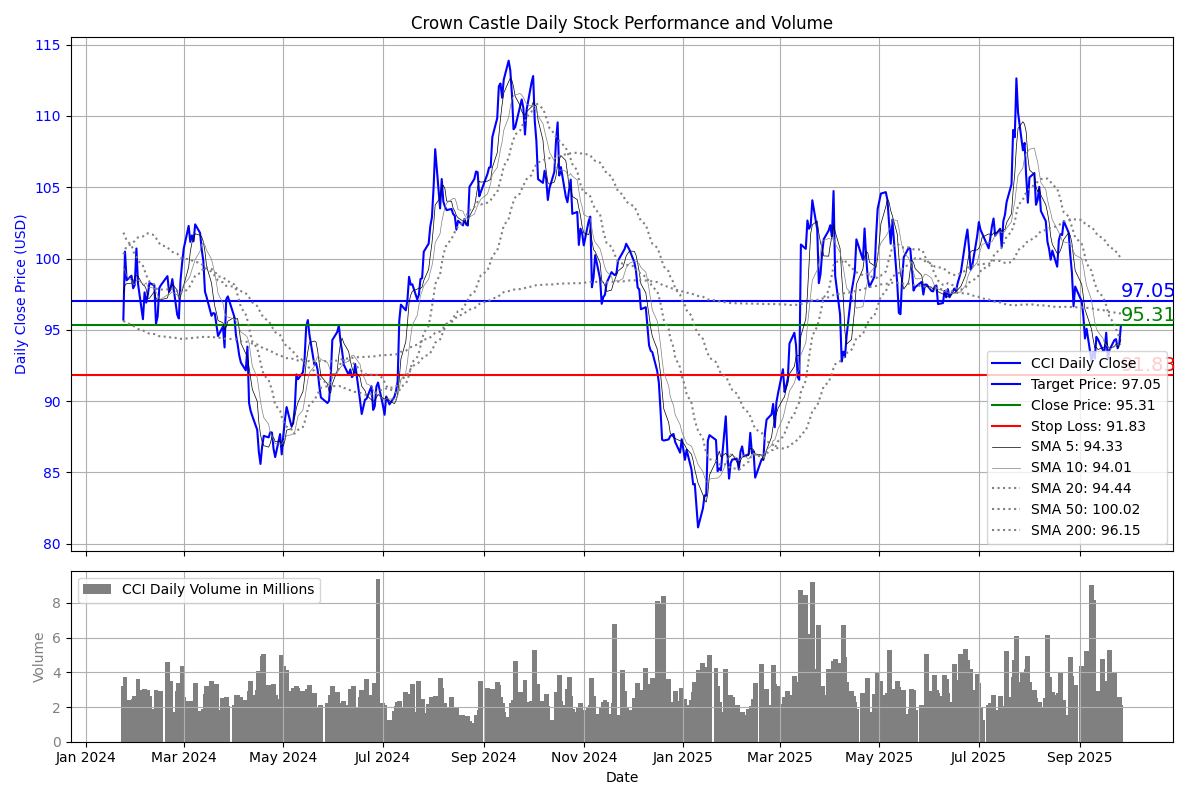 Crown Castle Daily Stock Performance and Volume
Daily Close Price (USD)
115
110
105
100
95
90
85
80
97.05
95.31
91.83
CCI Daily Close
Target Price: 97.05
Close Price: 95.31
Stop Loss: 91.83
SMA 5: 94.33
SMA 10: 94.01
SMA 20: 94.44
SMA 50: 100.02
SMA 200: 96.15
CCI Daily Volume in Millions
Volume
8
6
4
2
0
Jan 2024 Mar 2024 May 2024 Jul 2024 Sep 2024 Nov 2024 Jan 2025 Mar 2025 May 2025 Jul 2025 Sep 2025
Date